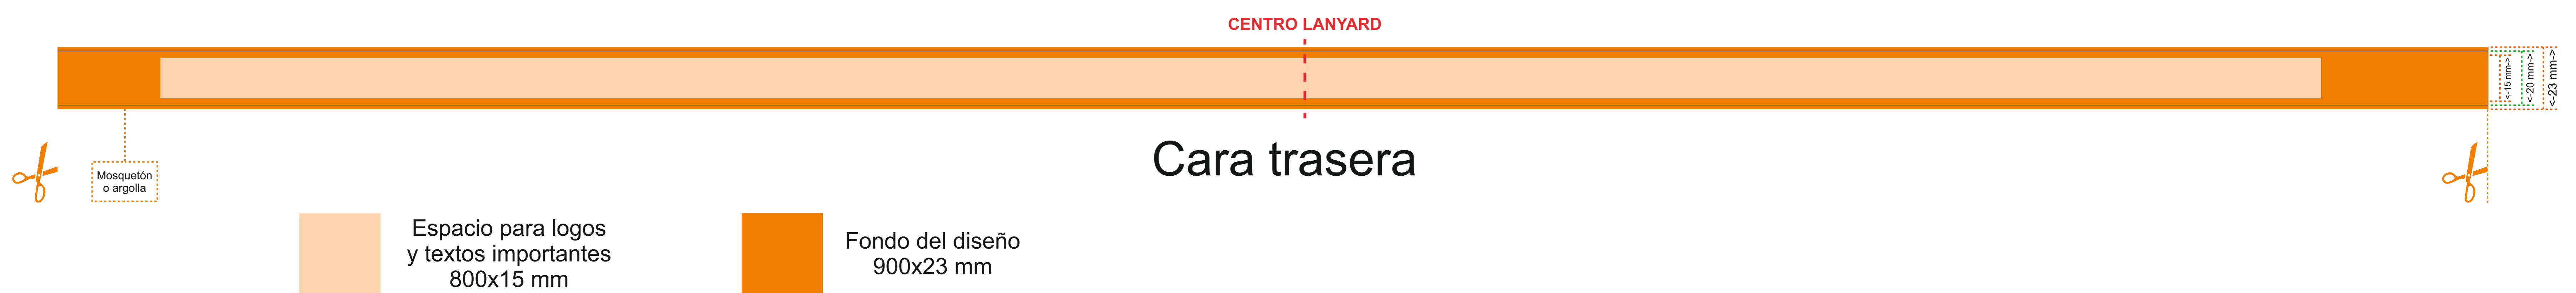 CENTRO LANYARD
<-15 mm->
<-20 mm->
<-23 mm->
Mosquetón
o argolla
Cara trasera
Espacio para logos
y textos importantes
800x15 mm
Fondo del diseño
900x23 mm